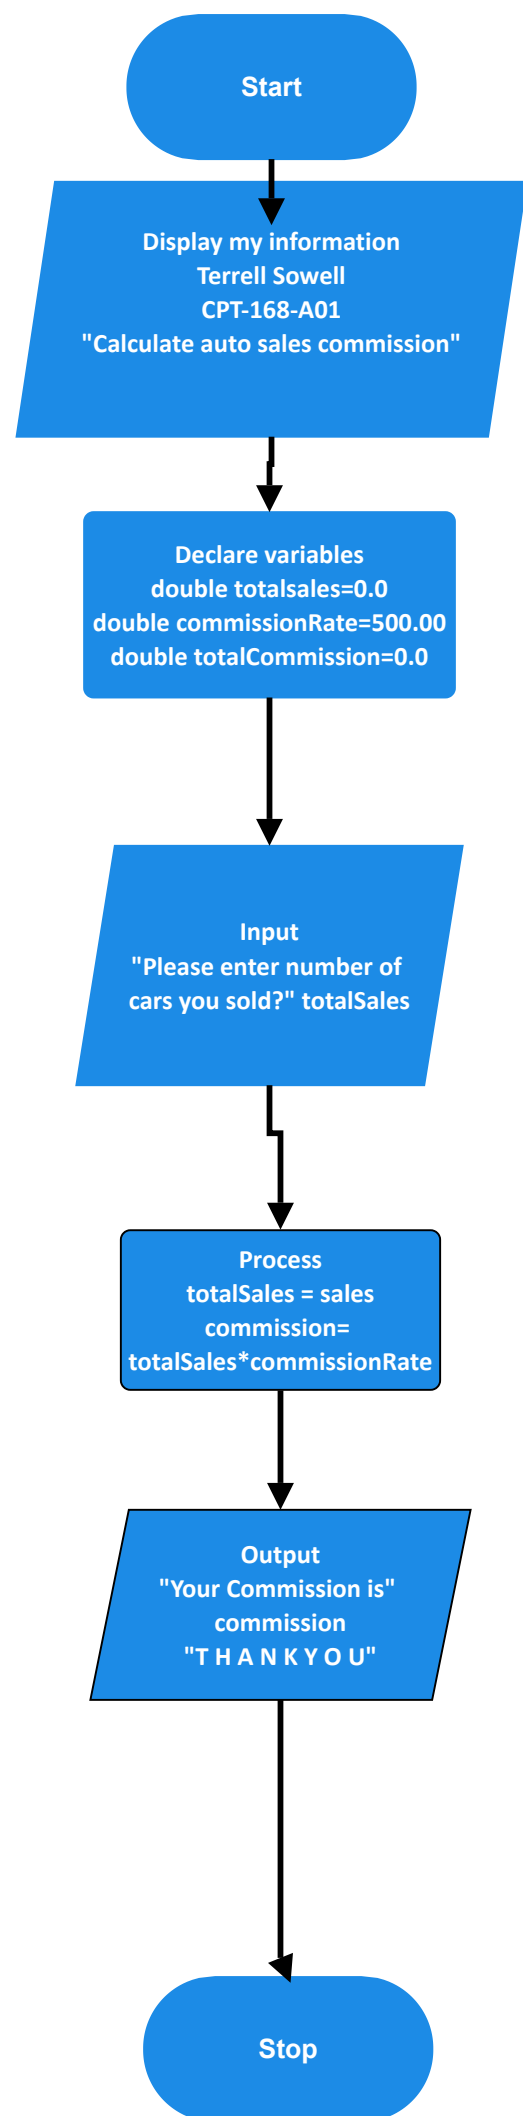 Start
Display my information
Terrell Sowell
CPT-168-A01
"Calculate auto sales commission"
Declare variables
double totalsales=0.0
double commissionRate=500.00
double totalCommission=0.0
Input
"Please enter number of
cars you sold?" totalSales
Process
totalSales = sales
commission=
totalSales*commissionRate
Output
"Your Commission is"
commission
"T H A N K Y O U"
Stop